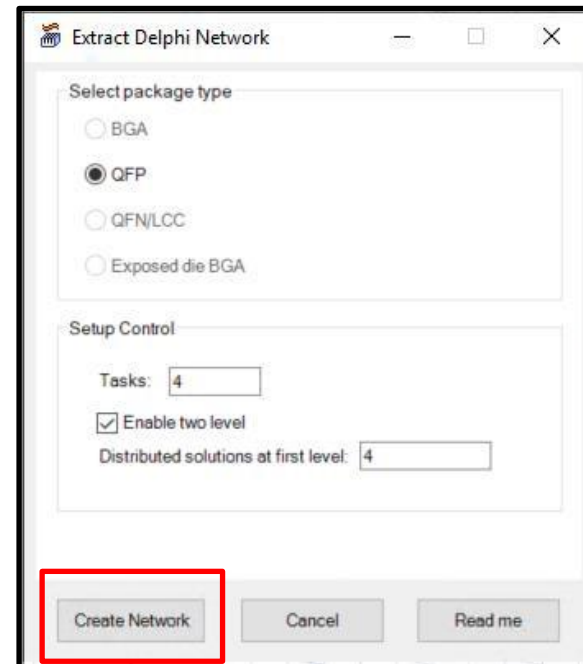 Extract Delphi Network
Select package type
BGA
QFP
QFN/LCC
Exposed die BGA
Setup Control
Tasks: 4
Enable two level
Distributed solutions at first level: 4
Create Network Cancel Read me